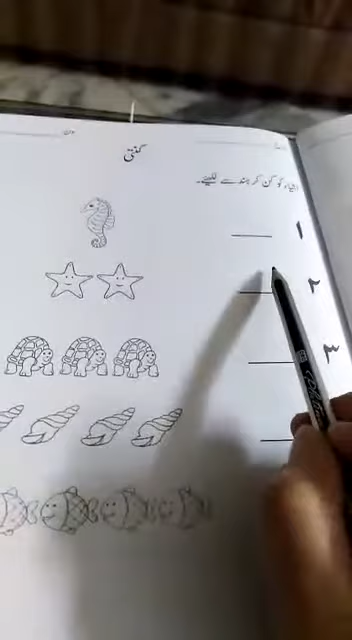 گنتی
اشیاء کو گن کر ہندسے لکھیے۔
۱
۲
۳